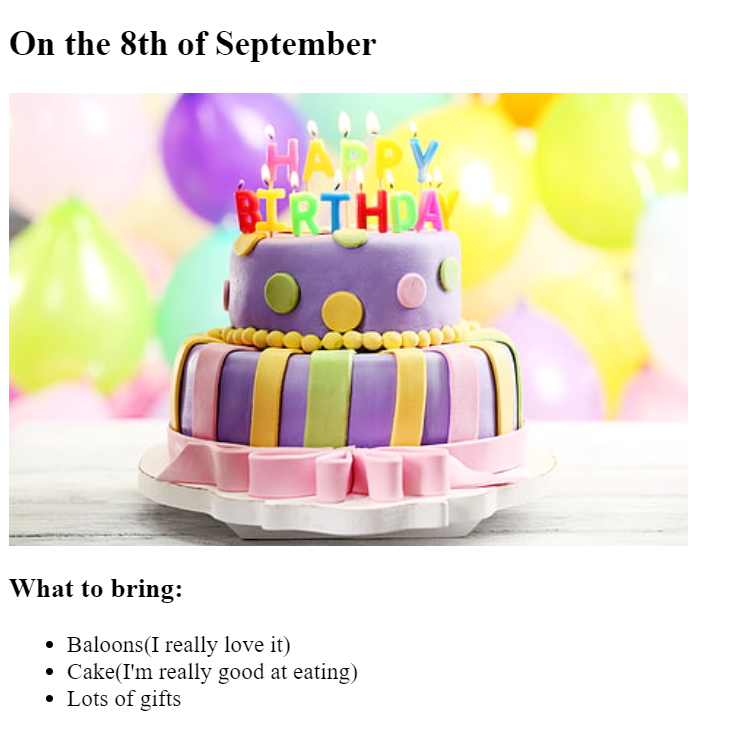 On the 8th of September
HAPPY
BIRTHDAY
What to bring:
Baloons(I really love it)
Cake(I'm really good at eating)
Lots of gifts